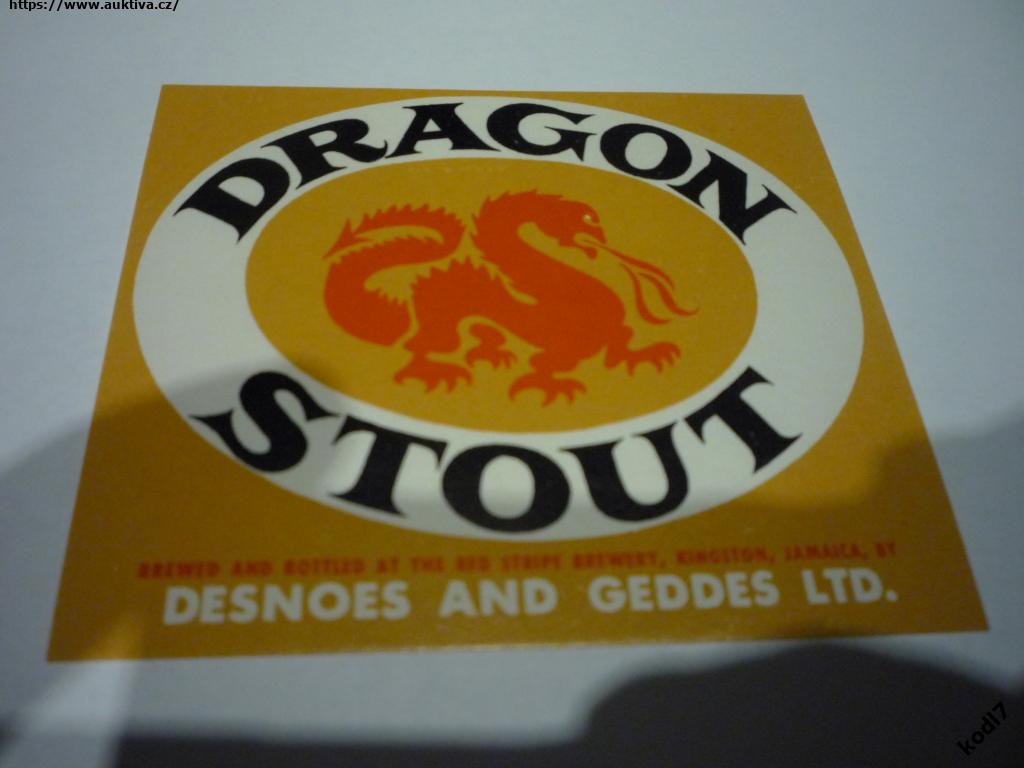 https://www.auktiva.cz/
DRAGON
STOUT
BREWED AND BOTTLED AT THE RED STRIPE BREWERY, KINGSTON, JAMAICA, BY
DESNOES AND GEDDES LTD.
kodl7